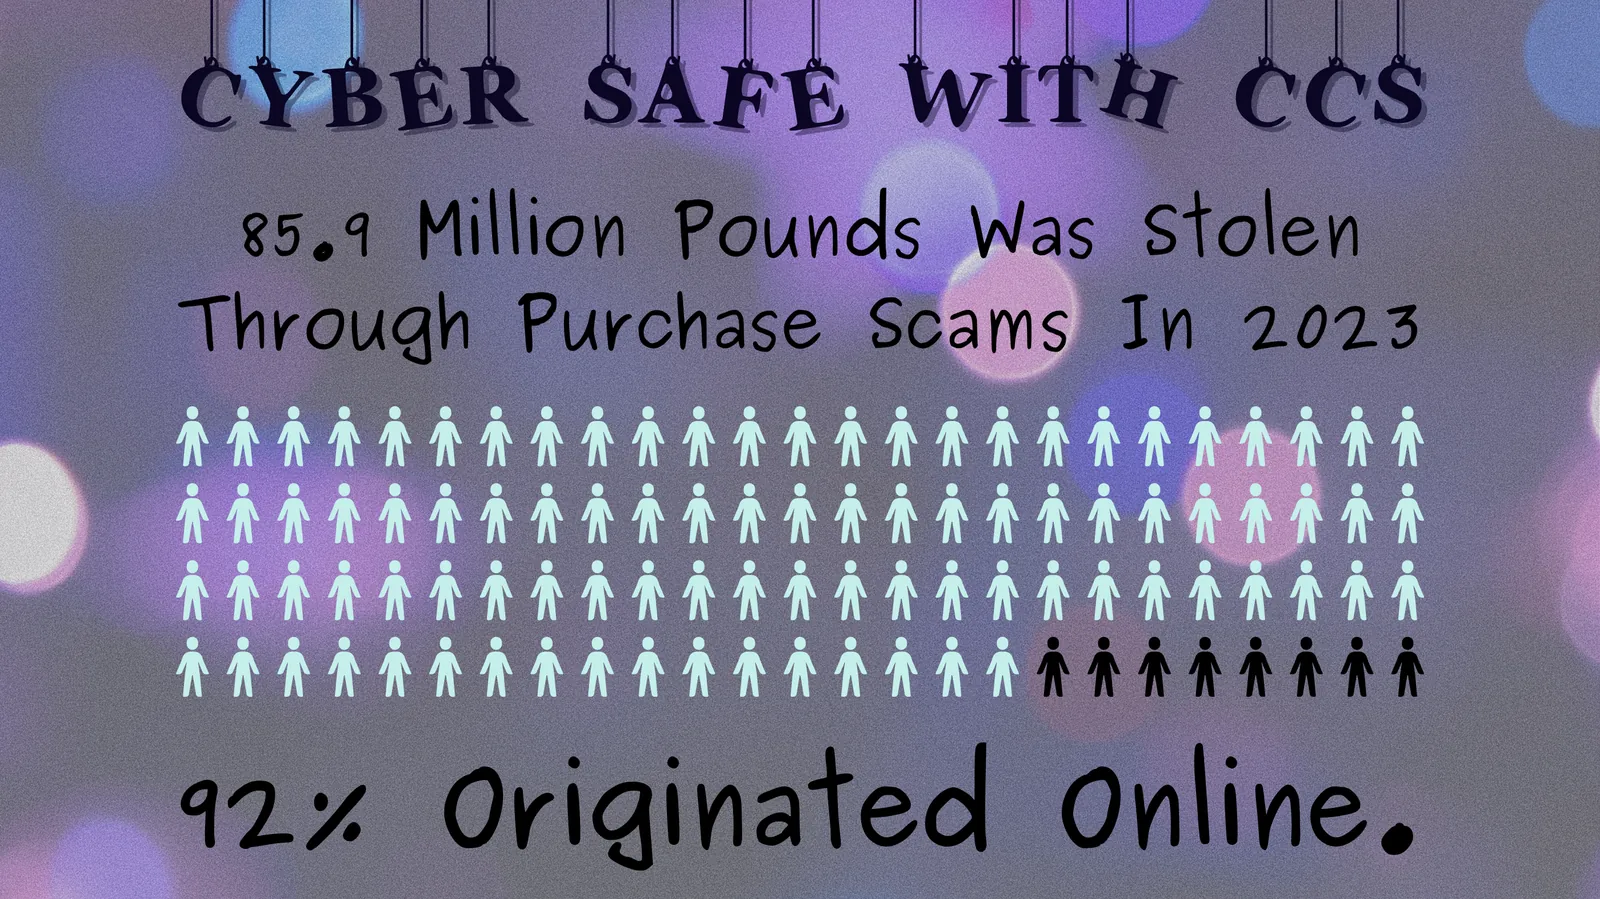 CYBER SAFE WITH CCS
85.9 Million Pounds Was Stolen
Through Purchase Scams In 2023
92% Originated Online.